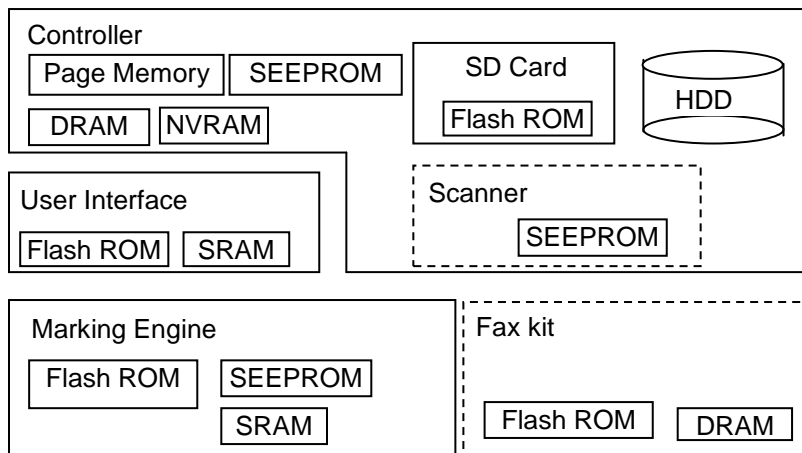 Controller
Page Memory
SEEPROM
DRAM
NVRAM
SD Card
Flash ROM
HDD
User Interface
Flash ROM
SRAM
Scanner
SEEPROM
Marking Engine
Flash ROM
SEEPROM
SRAM
Fax kit
Flash ROM
DRAM